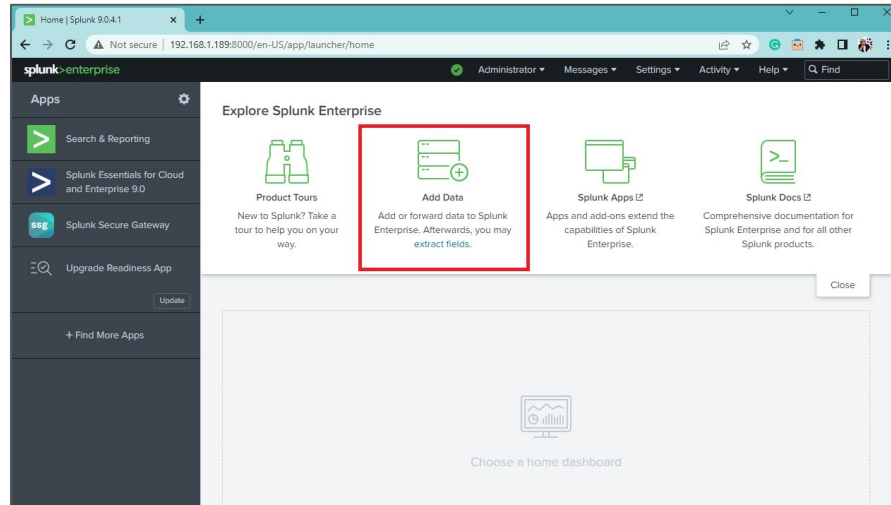 Home | Splunk 9.0.4.1
Not secure | 192.168.1.189:8000/en-US/app/launcher/home
splunk>enterprise
Administrator Messages Settings Activity Help Find
Apps
Search & Reporting
Splunk Essentials for Cloud
and Enterprise 9.0
ssg
Splunk Secure Gateway
Upgrade Readiness App
Update
+ Find More Apps
Explore Splunk Enterprise
Product Tours
New to Splunk? Take a
tour to help you on your
way.
Add Data
Add or forward data to Splunk
Enterprise. Afterwards, you may
extract fields.
Splunk Apps
Apps and add-ons extend the
capabilities of Splunk
Enterprise.
Splunk Docs
Comprehensive documentation for
Splunk Enterprise and for all other
Splunk products.
Close
Choose a home dashboard